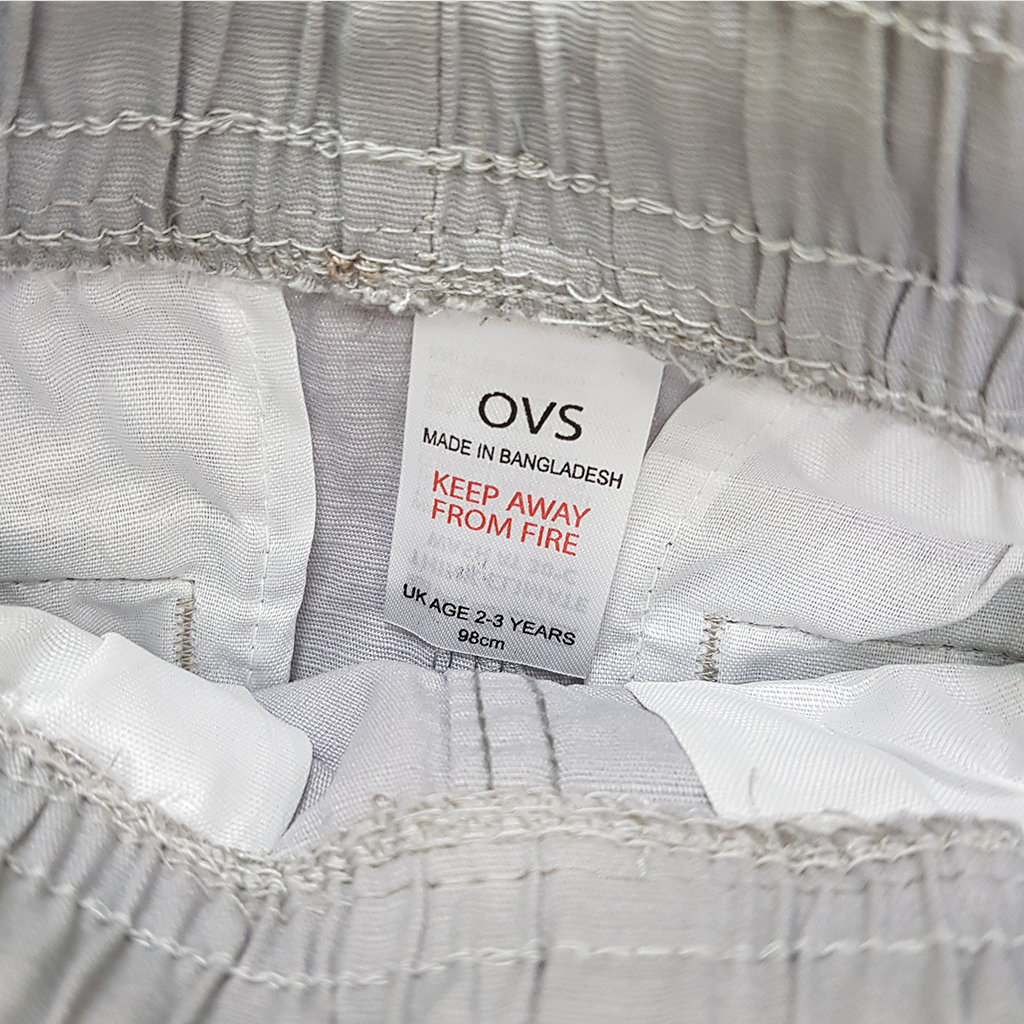 OVS
MADE IN BANGLADESH
KEEP AWAY
FROM FIRE
UK AGE 2-3 YEARS
98cm